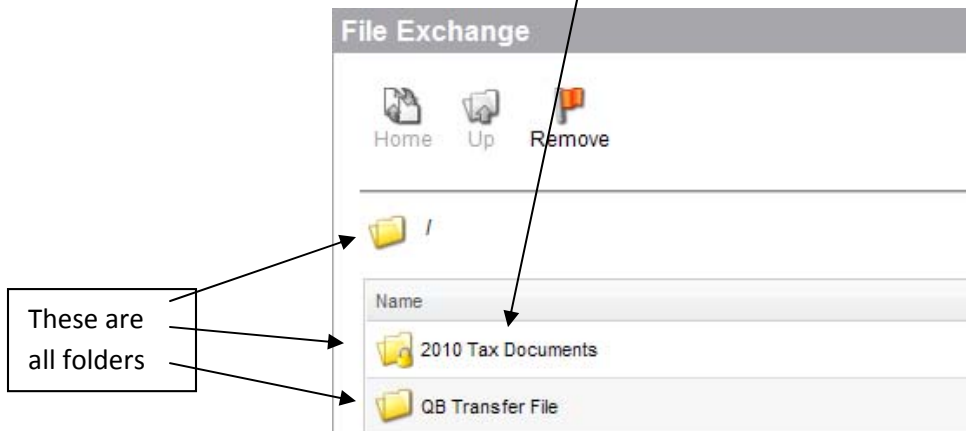 File Exchange
Home Up Remove
/
These are
all folders
Name
2010 Tax Documents
QB Transfer File